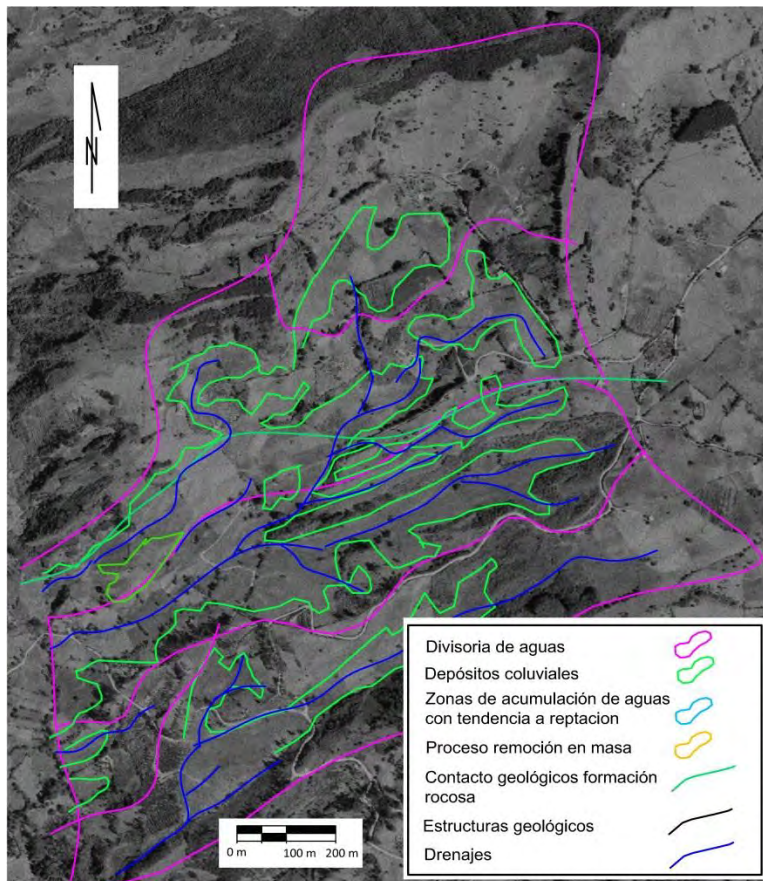 N
Divisoria de aguas
Depósitos coluviales
Zonas de acumulación de aguas
con tendencia a reptacion
Proceso remoción en masa
Contacto geológicos formación
rocosa
Estructuras geológicos
Drenajes
0 m 100 m 200 m